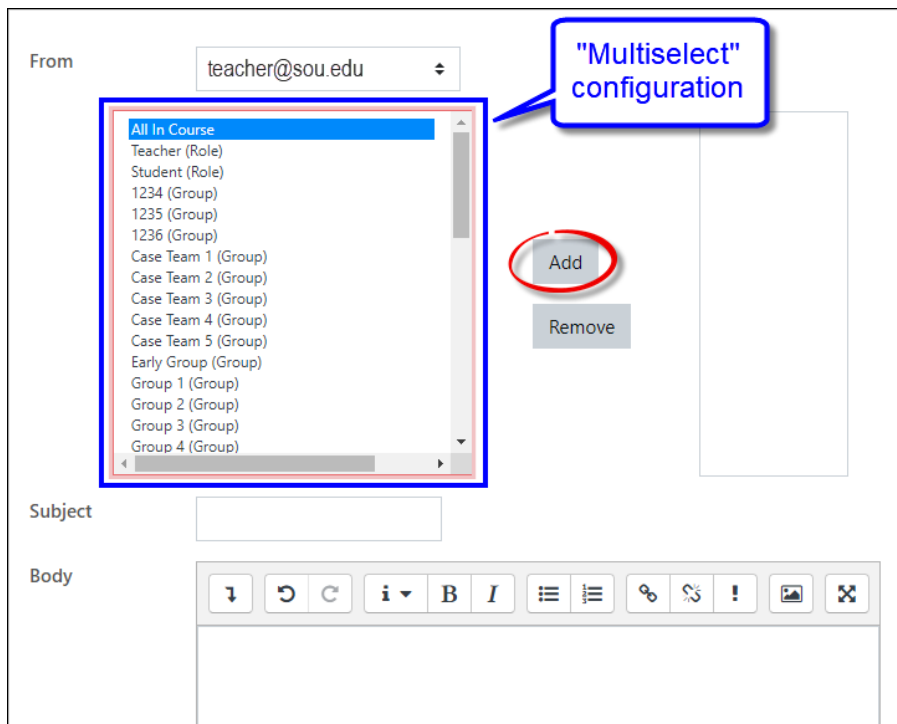 From
teacher@sou.edu
"Multiselect"
configuration
All In Course
Teacher (Role)
Student (Role)
1234 (Group)
1235 (Group)
1236 (Group)
Case Team 1 (Group)
Case Team 2 (Group)
Case Team 3 (Group)
Case Team 4 (Group)
Case Team 5 (Group)
Early Group (Group)
Group 1 (Group)
Group 2 (Group)
Group 3 (Group)
Group 4 (Group)
Add
Remove
Subject
Body